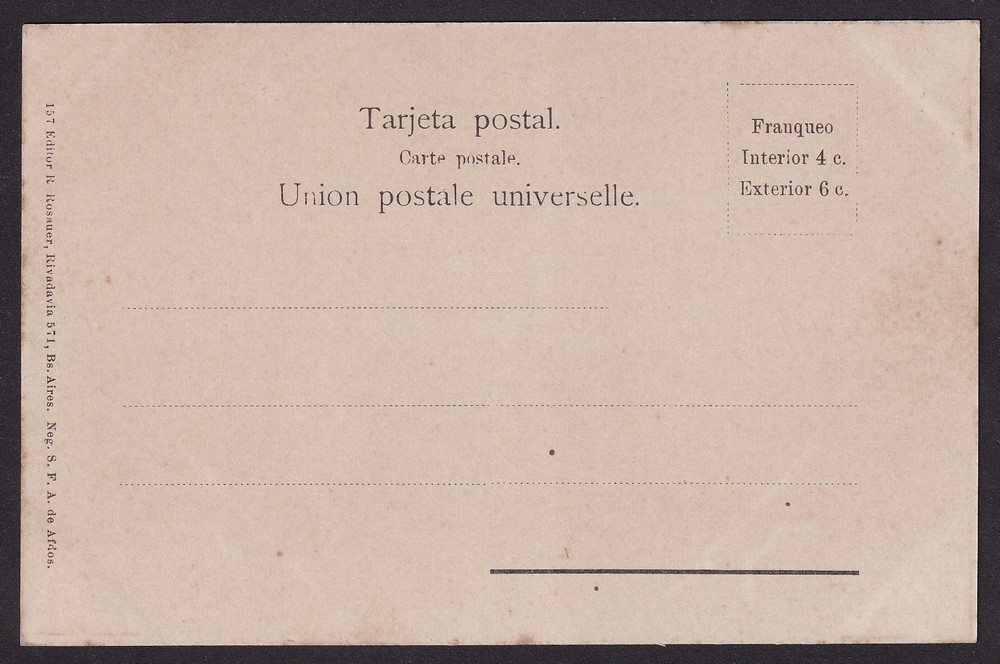 Tarjeta postal.
Carte postale.
Union postale universelle.
Franqueo
Interior 4 c.
Exterior 6 c.
157 Editor R. Rosauer, Rivadavia 571, Bs. Aires. Neg. S. F. A. de Afdos.